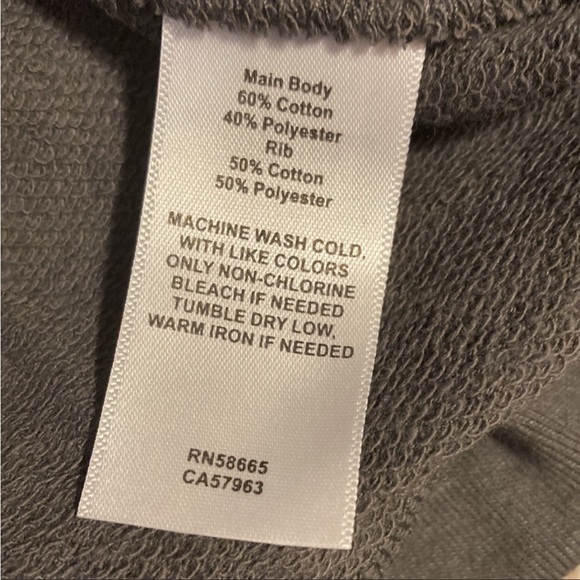 Main Body
60% Cotton
40% Polyester
Rib
50% Cotton
50% Polyester
MACHINE WASH COLD,
WITH LIKE COLORS
ONLY NON-CHLORINE
BLEACH IF NEEDED
TUMBLE DRY LOW,
WARM IRON IF NEEDED
RN58665
CA57963